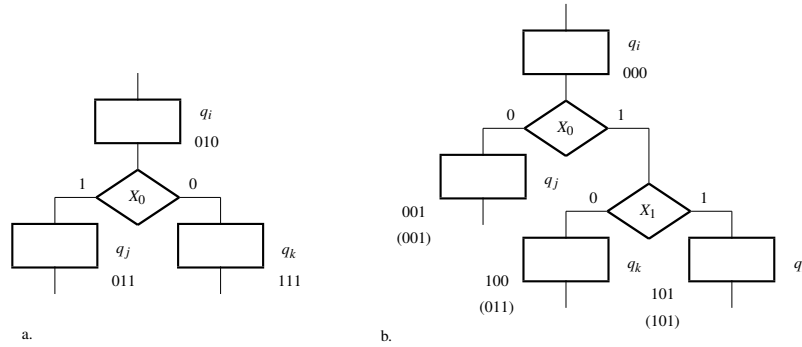 q_i
010
X_0
1
0
q_j
011
q_k
111
a.
q_i
000
X_0
0
1
q_j
001
(001)
X_1
0
1
q_k
100
(011)
q
101
(101)
b.